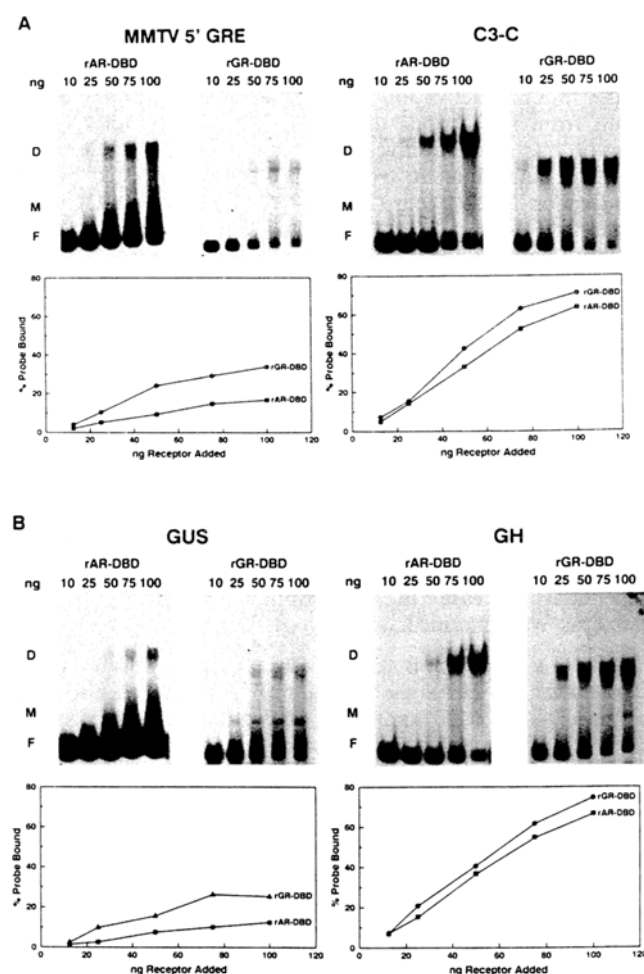 A
MMTV 5' GRE
C3-C
rAR-DBD rGR-DBD rAR-DBD rGR-DBD
ng 10 25 50 75 100 10 25 50 75 100 ng 10 25 50 75 100 10 25 50 75 100
D D
M M
F F
80 80
60 60
40 40
20 20
0 0
% Probe Bound % Probe Bound
rGR-DBD
rAR-DBD
rGR-DBD
rAR-DBD
0 20 40 60 80 100 120 0 20 40 60 80 100 120
ng Receptor Added ng Receptor Added
B
GUS
GH
rAR-DBD rGR-DBD rAR-DBD rGR-DBD
ng 10 25 50 75 100 10 25 50 75 100 ng 10 25 50 75 100 10 25 50 75 100
D D
M M
F F
80 80
60 60
40 40
20 20
0 0
% Probe Bound % Probe Bound
rGR-DBD
rAR-DBD
rGR-DBD
rAR-DBD
0 20 40 60 80 100 120 0 20 40 60 80 100 120
ng Receptor Added ng Receptor Added